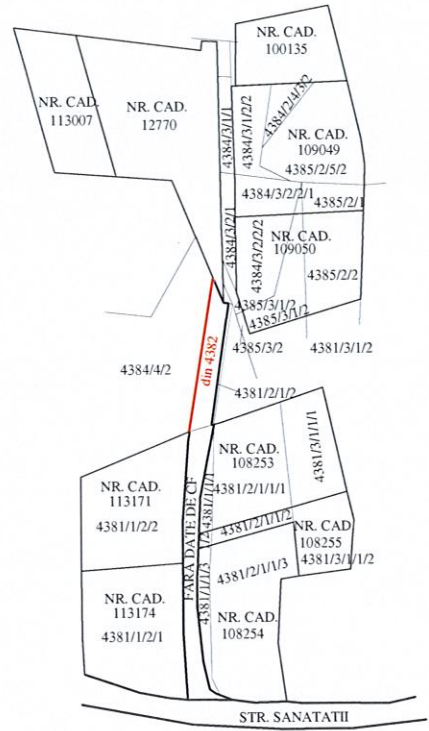 NR. CAD.
100135
NR. CAD.
113007
NR. CAD.
12770
4384/3/1/1
4384/3/1/2/2
4384/2/4/3/2
NR. CAD.
109049
4385/2/5/2
4384/3/2/2/1
4385/2/1
4384/3/2/1
4384/3/2/2/2
NR. CAD.
109050
4385/2/2
4385/3/1/2
4385/3/1/2
4385/3/2
4381/3/1/2
din 4382
4384/4/2
4381/2/1/2
NR. CAD.
108253
4381/2/1/1/1
4381/3/1/1/1
NR. CAD.
113171
4381/1/2/2
FARA DATE DE CF
4381/1/1/1
4381/2/1/1/2
NR. CAD.
108255
4381/3/1/1/2
4381/1/1/3
4381/2/1/1/3
NR. CAD.
113174
4381/1/2/1
NR. CAD.
108254
STR. SANATATII